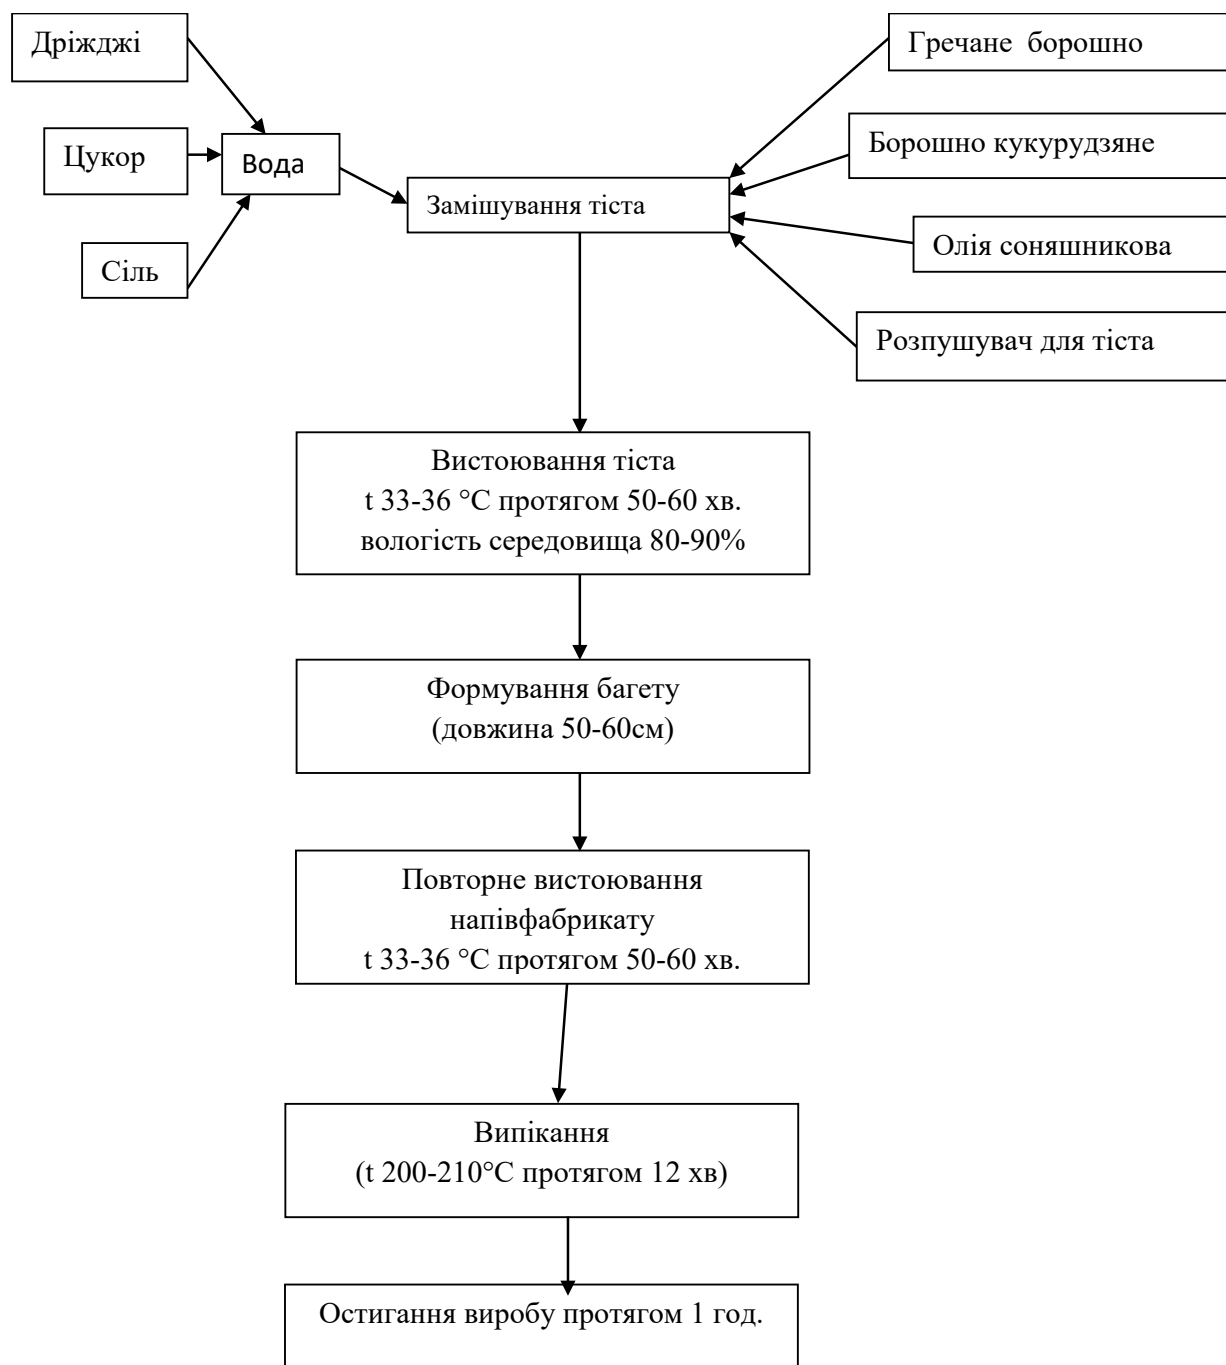 Дріжджі
Гречане борошно
Цукор
Вода
Борошно кукурудзяне
Замішування тіста
Сіль
Олія соняшникова
Розпушувач для тіста
Вистоювання тіста
t 33-36 °С протягом 50-60 хв.
вологість середовища 80-90%
Формування багету
(довжина 50-60см)
Повторне вистоювання
напівфабрикату
t 33-36 °С протягом 50-60 хв.
Випікання
(t 200-210°С протягом 12 хв)
Остигання виробу протягом 1 год.